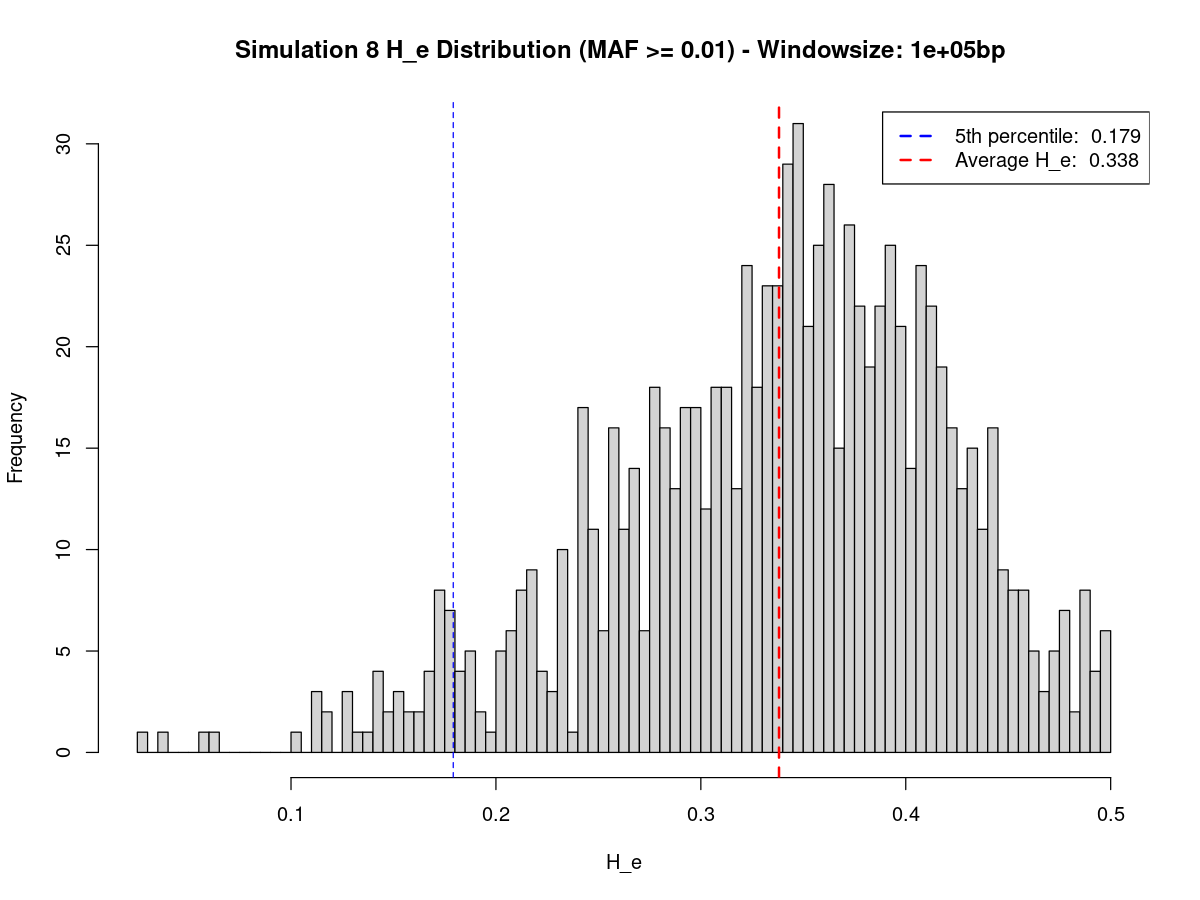 Simulation 8 H_e Distribution (MAF >= 0.01) - Windowsize: 1e+05bp
5th percentile:  0.179
Average H_e:  0.338
Frequency
30
25
20
15
10
5
0
0.1 0.2 0.3 0.4 0.5
H_e